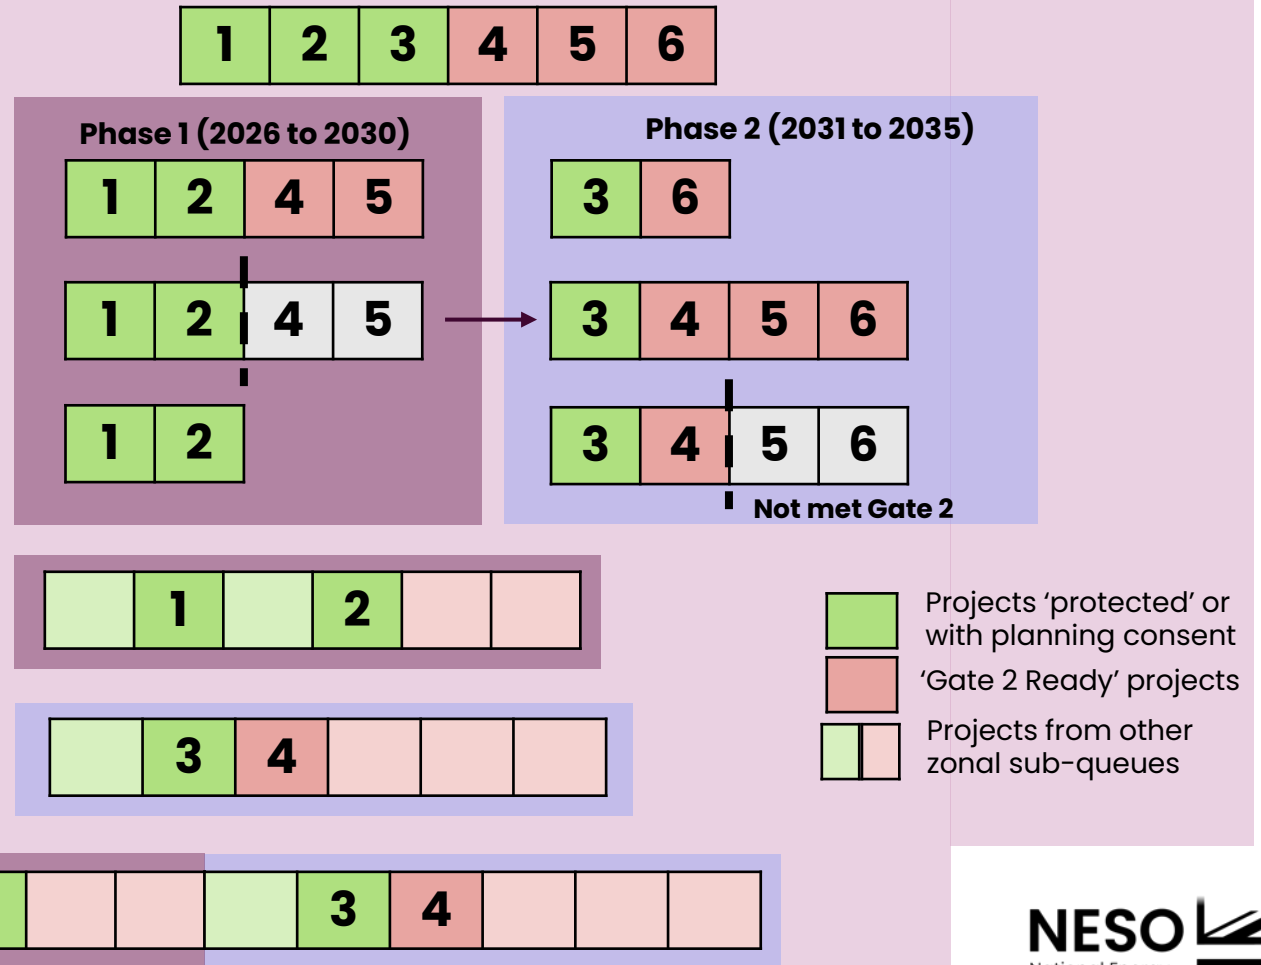 1 2 3 4 5 6
Phase 1 (2026 to 2030)
1 2 4 5
1 2 4 5
1 2
Phase 2 (2031 to 2035)
3 6
3 4 5 6
3 4 5 6
Not met Gate 2
1 2
3 4
3 4
Projects ‘protected’ or
with planning consent
‘Gate 2 Ready’ projects
Projects from other
zonal sub-queues
NESO